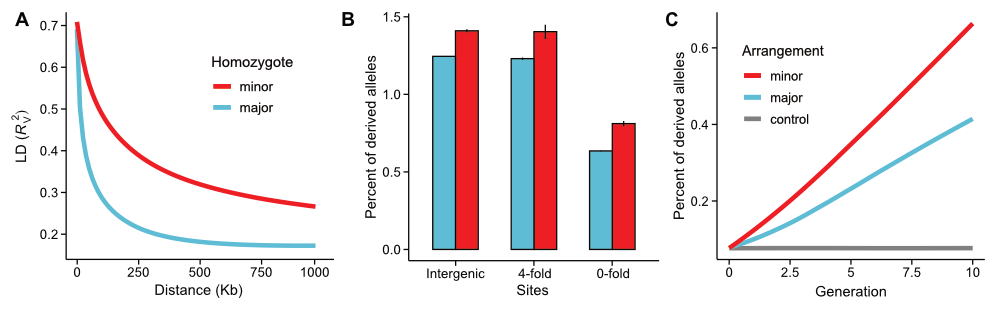 A
LD (R_V^2)
0.7
0.6
0.5
0.4
0.3
0.2
0
250
500
750
1000
Distance (Kb)
Homozygote
minor
major
B
Percent of derived alleles
1.5
1.0
0.5
0.0
Intergenic
4-fold
0-fold
Sites
C
Percent of derived alleles
0.6
0.4
0.2
0
2.5
5
7.5
10
Generation
Arrangement
minor
major
control